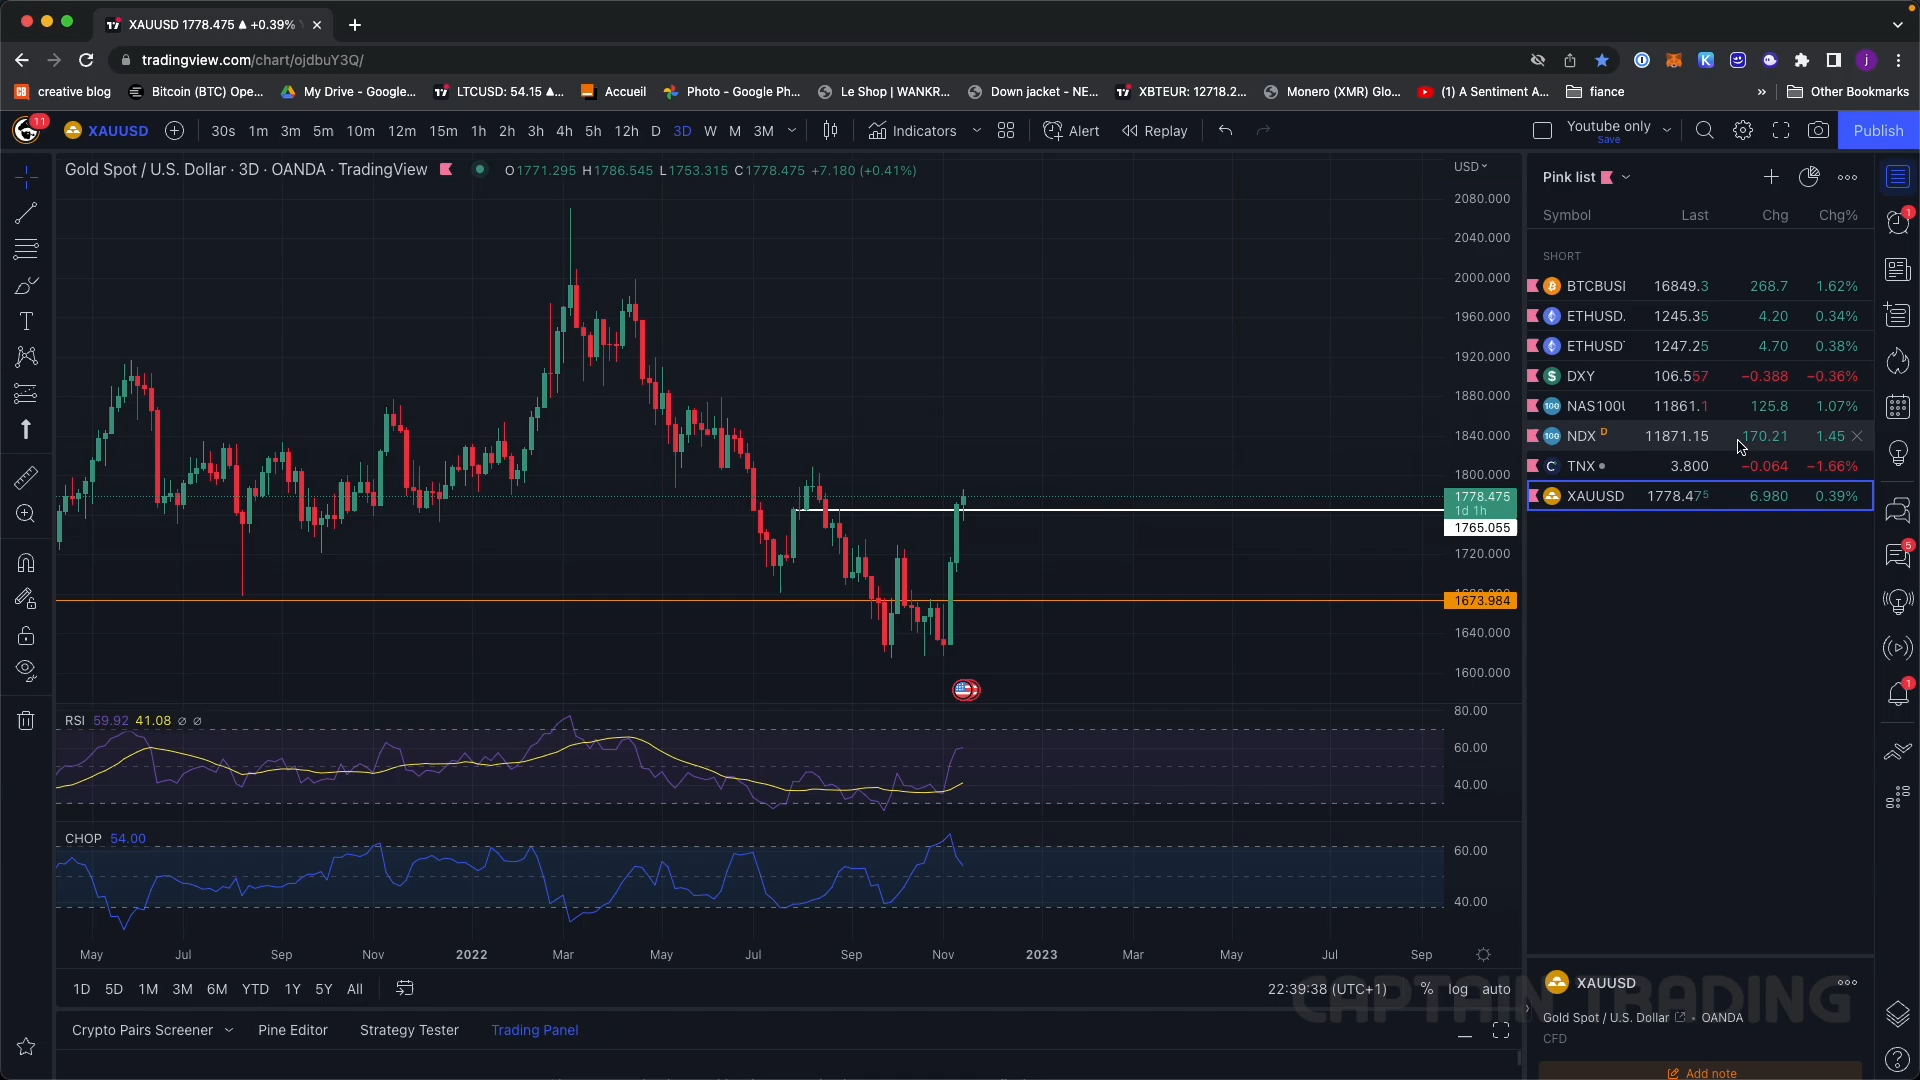 XAUUSD 1778.475 ▲ +0.39%
tradingview.com/chart/ojdbuY3Q/
creative blog
Bitcoin (BTC) Ope...
My Drive - Google...
LTCUSD: 54.15 ▲...
Accueil
Photo - Google Ph...
Le Shop | WANKR...
Down jacket - NE...
XBTEUR: 12718.2...
Monero (XMR) Glo...
(1) A Sentiment A...
fiance
»
Other Bookmarks
11
XAUUSD
30s 1m 3m 5m 10m 12m 15m 1h 2h 3h 4h 5h 12h D 3D W M 3M
Indicators
Alert
Replay
Youtube only
Save
Publish
Gold Spot / U.S. Dollar · 3D · OANDA · TradingView
O1771.295 H1786.545 L1753.315 C1778.475 +7.180 (+0.41%)
USD
2080.000
2040.000
2000.000
1960.000
1920.000
1880.000
1840.000
1800.000
1778.475
1d 1h
1765.055
1720.000
1673.984
1640.000
1600.000
RSI 59.92 41.08 ∅ ∅
80.00
60.00
40.00
CHOP 54.00
60.00
40.00
May Jul Sep Nov 2022 Mar May Jul Sep Nov 2023 Mar May Jul Sep
1D 5D 1M 3M 6M YTD 1Y 5Y All
22:39:38 (UTC+1) % log auto
Crypto Pairs Screener
Pine Editor
Strategy Tester
Trading Panel
Pink list
Symbol Last Chg Chg%
SHORT
BTCBUSI 16849.3 268.7 1.62%
ETHUSD. 1245.35 4.20 0.34%
ETHUSD 1247.25 4.70 0.38%
DXY 106.557 −0.388 −0.36%
NAS100 11861.1 125.8 1.07%
NDX D 11871.15 170.21 1.45
TNX 3.800 −0.064 −1.66%
XAUUSD 1778.475 6.980 0.39%
1
5
1
CAPTAIN TRADING
XAUUSD
Gold Spot / U.S. Dollar · OANDA
CFD
Add note